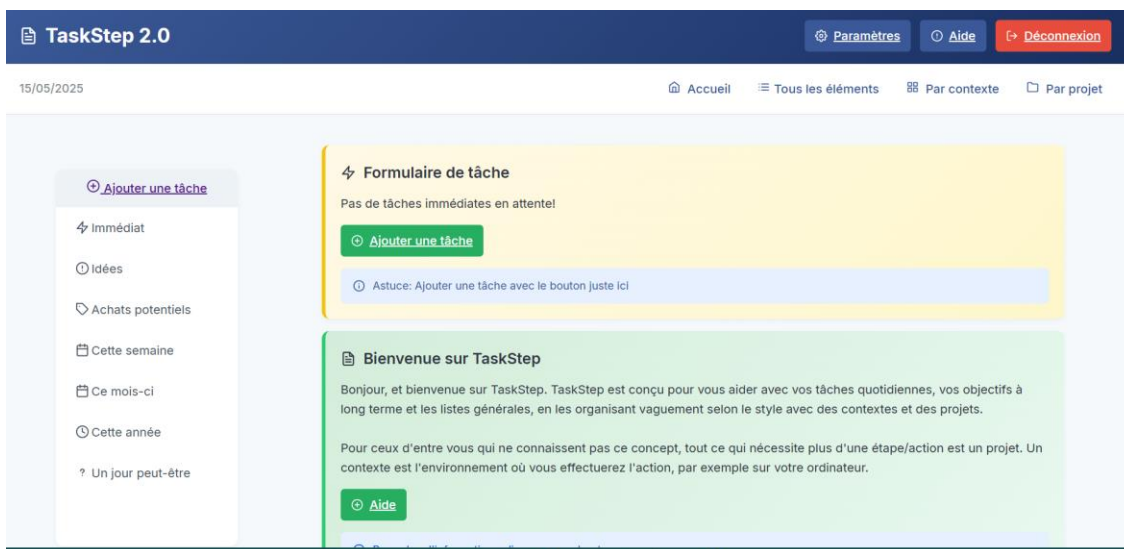 TaskStep 2.0
Paramètres
Aide
Déconnexion
15/05/2025
Accueil
Tous les éléments
Par contexte
Par projet
Ajouter une tâche
Immédiat
Idées
Achats potentiels
Cette semaine
Ce mois-ci
Cette année
? Un jour peut-être
Formulaire de tâche
Pas de tâches immédiates en attente!
Ajouter une tâche
Astuce: Ajouter une tâche avec le bouton juste ici
Bienvenue sur TaskStep
Bonjour, et bienvenue sur TaskStep. TaskStep est conçu pour vous aider avec vos tâches quotidiennes, vos objectifs à
long terme et les listes générales, en les organisant vaguement selon le style avec des contextes et des projets.
Pour ceux d'entre vous qui ne connaissent pas ce concept, tout ce qui nécessite plus d'une étape/action est un projet. Un
contexte est l'environnement où vous effectuerez l'action, par exemple sur votre ordinateur.
Aide